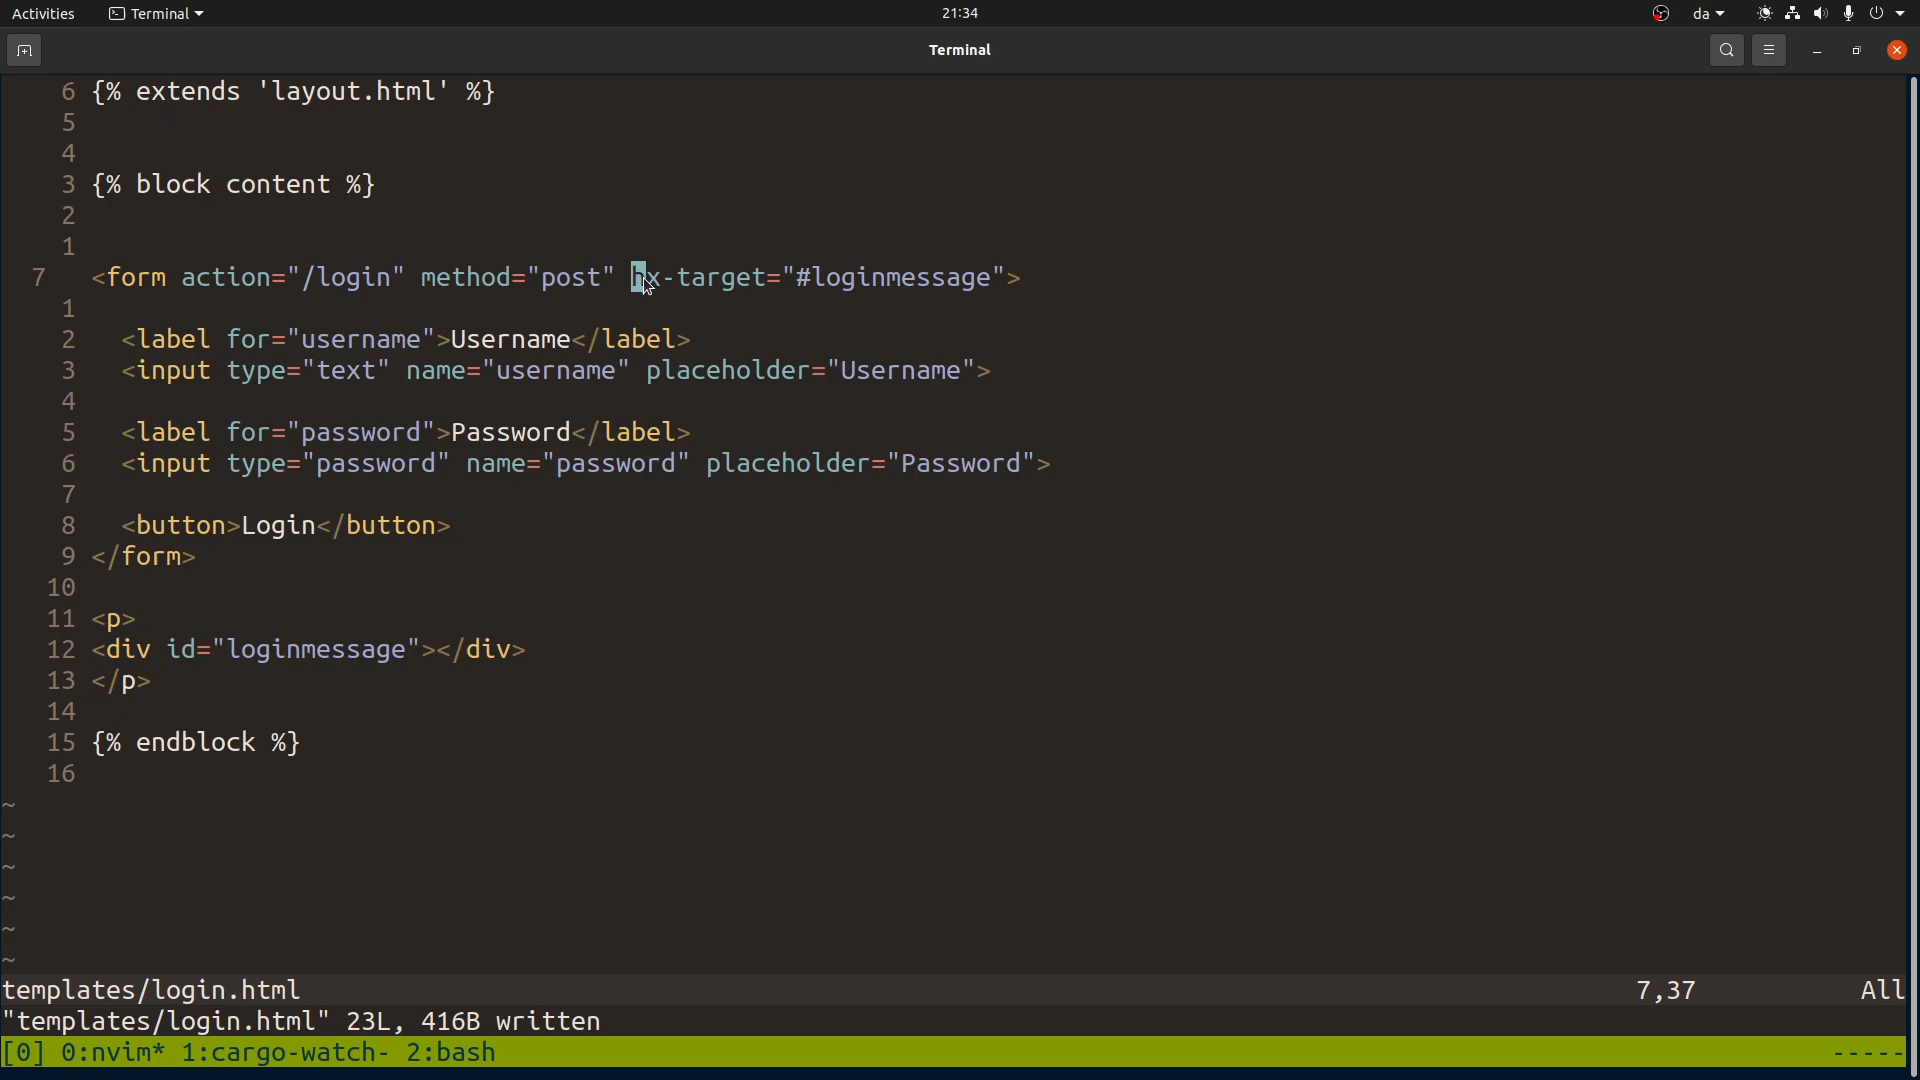 Activities Terminal 21:34 da
Terminal
6 {% extends 'layout.html' %}
5
4
3 {% block content %}
2
1
7 <form action="/login" method="post" hx-target="#loginmessage">
1
2 <label for="username">Username</label>
3 <input type="text" name="username" placeholder="Username">
4
5 <label for="password">Password</label>
6 <input type="password" name="password" placeholder="Password">
7
8 <button>Login</button>
9 </form>
10
11 <p>
12 <div id="loginmessage"></div>
13 </p>
14
15 {% endblock %}
16
~
~
~
~
~
~
templates/login.html 7,37 All
"templates/login.html" 23L, 416B written
[0] 0:nvim* 1:cargo-watch- 2:bash -----